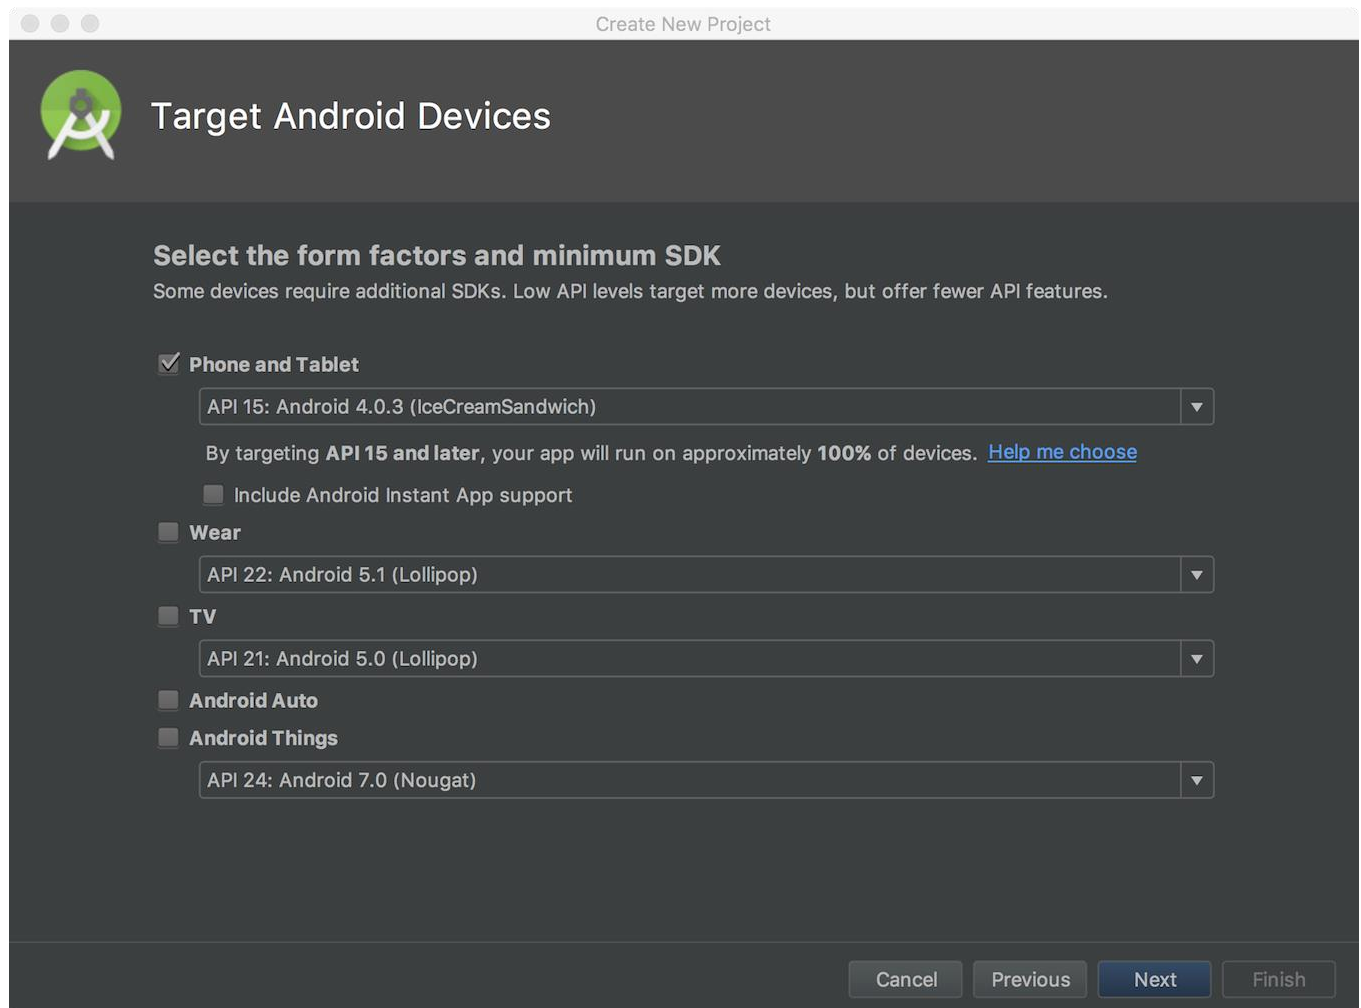 Create New Project
Target Android Devices
Select the form factors and minimum SDK
Some devices require additional SDKs. Low API levels target more devices, but offer fewer API features.
Phone and Tablet
API 15: Android 4.0.3 (IceCreamSandwich)
By targeting API 15 and later, your app will run on approximately 100% of devices. Help me choose
Include Android Instant App support
Wear
API 22: Android 5.1 (Lollipop)
TV
API 21: Android 5.0 (Lollipop)
Android Auto
Android Things
API 24: Android 7.0 (Nougat)
Cancel Previous Next Finish